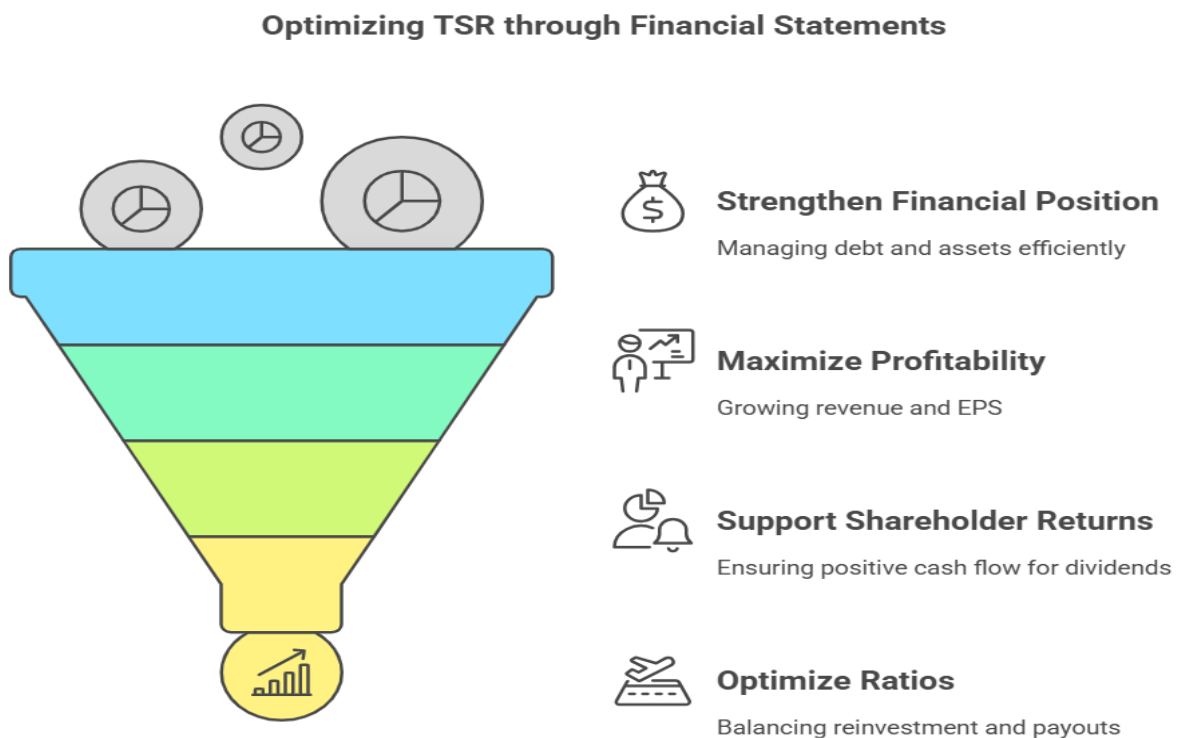 Optimizing TSR through Financial Statements
$
Strengthen Financial Position
Managing debt and assets efficiently
Maximize Profitability
Growing revenue and EPS
Support Shareholder Returns
Ensuring positive cash flow for dividends
Optimize Ratios
Balancing reinvestment and payouts